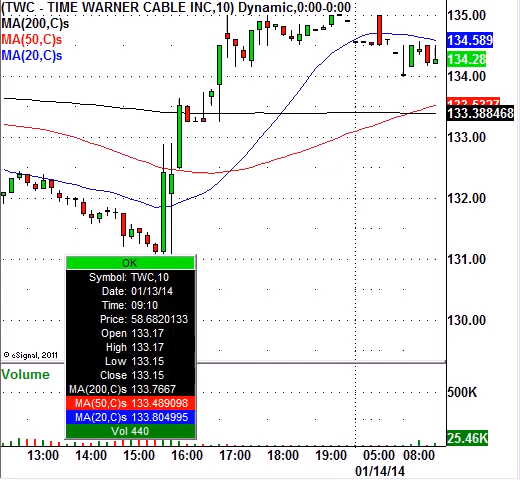 (TWC - TIME WARNER CABLE INC,10) Dynamic,0:00-0:00
MA(200,C)s
MA(50,C)s
MA(20,C)s
135.00
134.589
134.28
134.00
133.388468
133.00
132.00
131.00
130.00
OK
Symbol: TWC,10
Date: 01/13/14
Time: 09:10
Price: 58.6820133
Open 133.17
High 133.17
Low 133.15
Close 133.15
MA(200,C)s 133.7667
MA(50,C)s 133.489098
MA(20,C)s 133.804995
Vol 440
© eSignal, 2011
Volume
500K
25.46K
13:00 14:00 15:00 16:00 17:00 18:00 19:00 05:00 08:00
01/14/14